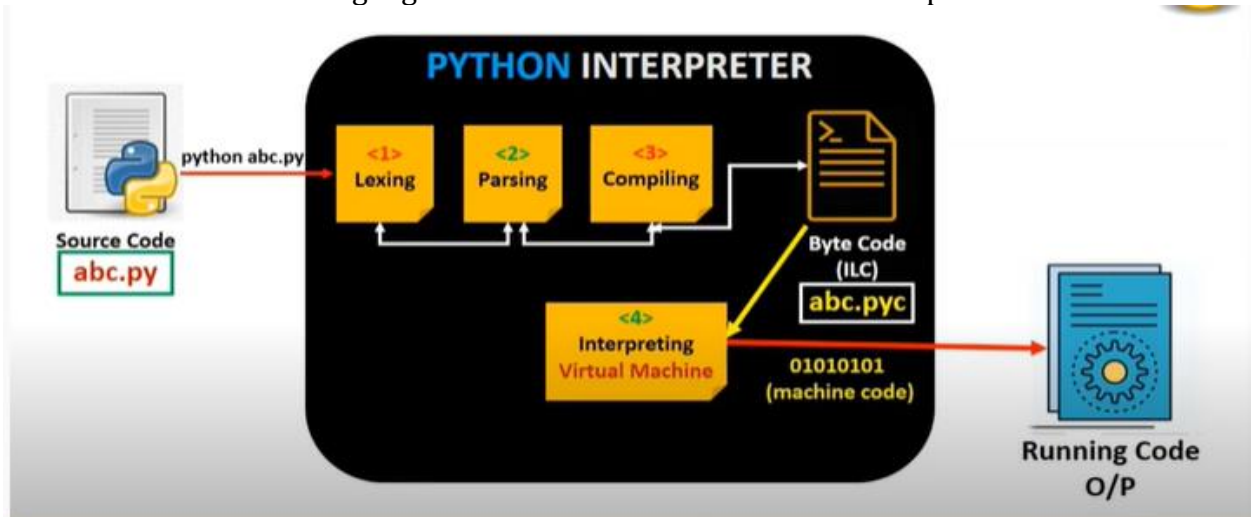 PYTHON INTERPRETER
python abc.py
<1>
Lexing
<2>
Parsing
<3>
Compiling
>_
Source Code
abc.py
Byte Code
(ILC)
abc.pyc
<4>
Interpreting
Virtual Machine
01010101
(machine code)
Running Code
O/P